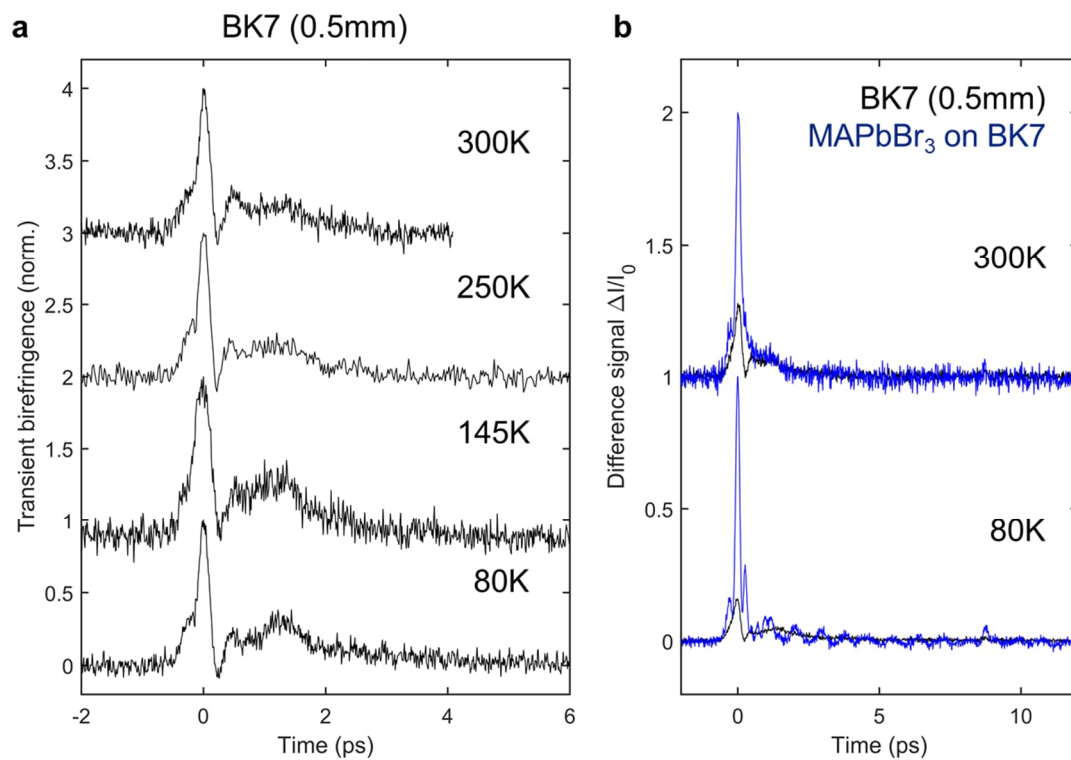 a
BK7 (0.5mm)
Transient birefringence (norm.)
4
3.5
3
2.5
2
1.5
1
0.5
0
300K
250K
145K
80K
-2
0
2
4
6
Time (ps)
b
BK7 (0.5mm)
MAPbBr₃ on BK7
Difference signal ΔI/I₀
2
1.5
1
0.5
0
300K
80K
0
5
10
Time (ps)